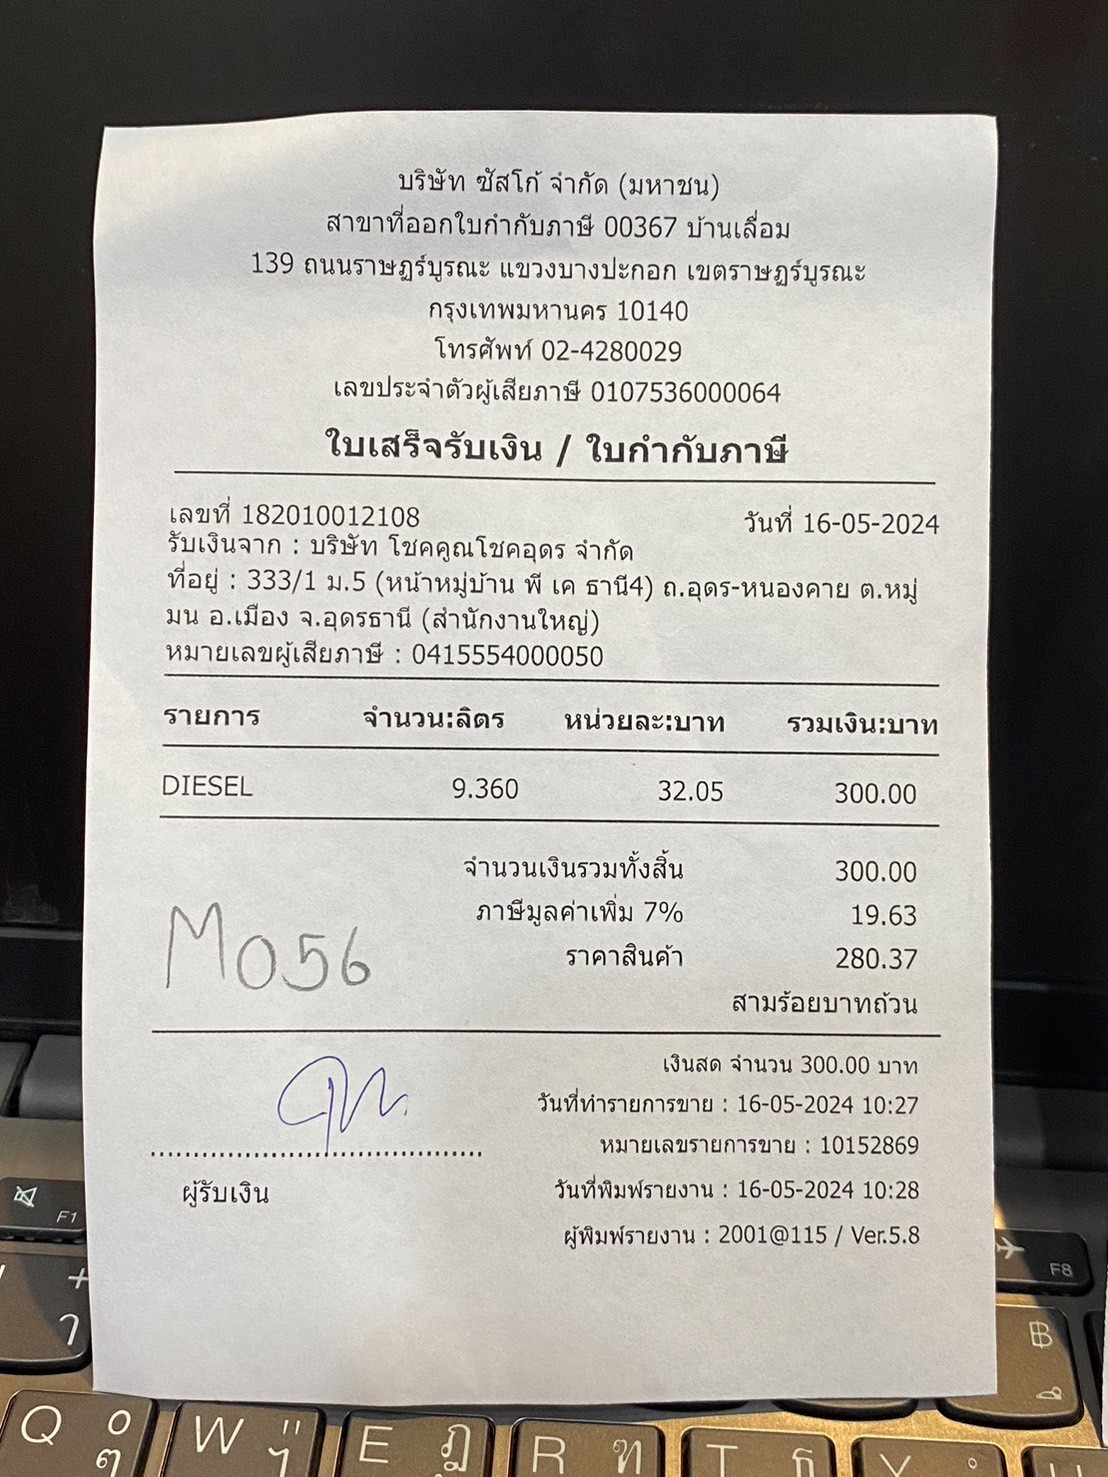 บริษัท ซัสโก้ จำกัด (มหาชน)
สาขาที่ออกใบกำกับภาษี 00367 บ้านเลื่อม
139 ถนนราษฎร์บูรณะ แขวงบางปะกอก เขตราษฎร์บูรณะ
กรุงเทพมหานคร 10140
โทรศัพท์ 02-4280029
เลขประจำตัวผู้เสียภาษี 0107536000064
ใบเสร็จรับเงิน / ใบกำกับภาษี
เลขที่ 182010012108 วันที่ 16-05-2024
รับเงินจาก : บริษัท โชคคูณโชคอุดร จำกัด
ที่อยู่ : 333/1 ม.5 (หน้าหมู่บ้าน พี เค ธานี4) ถ.อุดร-หนองคาย ต.หมู่
มน อ.เมือง จ.อุดรธานี (สำนักงานใหญ่)
หมายเลขผู้เสียภาษี : 0415554000050
รายการ จำนวน:ลิตร หน่วยละ:บาท รวมเงิน:บาท
DIESEL 9.360 32.05 300.00
จำนวนเงินรวมทั้งสิ้น 300.00
ภาษีมูลค่าเพิ่ม 7% 19.63
M056
ราคาสินค้า 280.37
สามร้อยบาทถ้วน
เงินสด จำนวน 300.00 บาท
วันที่ทำรายการขาย : 16-05-2024 10:27
หมายเลขรายการขาย : 10152869
ผู้รับเงิน
วันที่พิมพ์รายงาน : 16-05-2024 10:28
ผู้พิมพ์รายงาน : 2001@115 / Ver.5.8
F1
F8
+
า
฿
Q ๐ ๆ
W " ไ
E ฎ
R ฑ
T ธ
Y